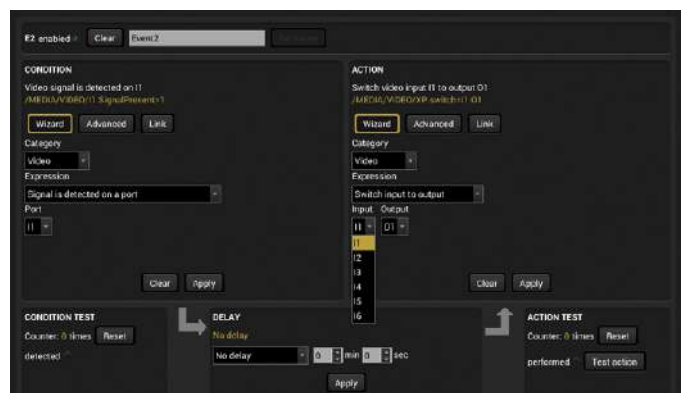 E2 enabled Clear Event2
CONDITION
Video signal is detected on I1
/MEDIA/VIDEO/I1.SignalPresent=1
Wizard Advanced Link
Category
Video
Expression
Signal is detected on a port
Port
I1
Clear Apply
ACTION
Switch video input I1 to output O1
/MEDIA/VIDEO/XP:switch(I1:O1)
Wizard Advanced Link
Category
Video
Expression
Switch input to output
Input Output
I1 O1
I1
I2
I3
I4
I5
I6
Clear Apply
CONDITION TEST
Counter: 0 times Reset
detected
DELAY
No delay
No delay 0 min 0 sec
Apply
ACTION TEST
Counter: 0 times Reset
performed Test action